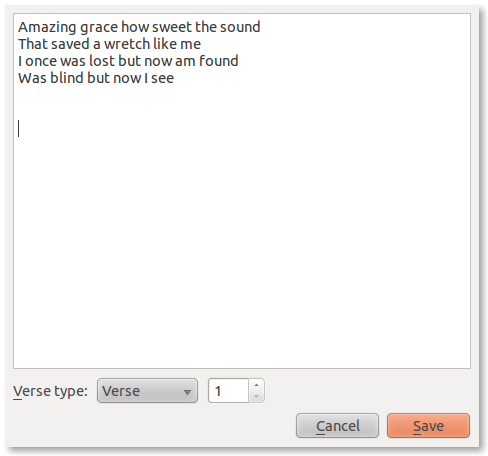 Amazing grace how sweet the sound
That saved a wretch like me
I once was lost but now am found
Was blind but now I see
Verse type: Verse 1
Cancel Save